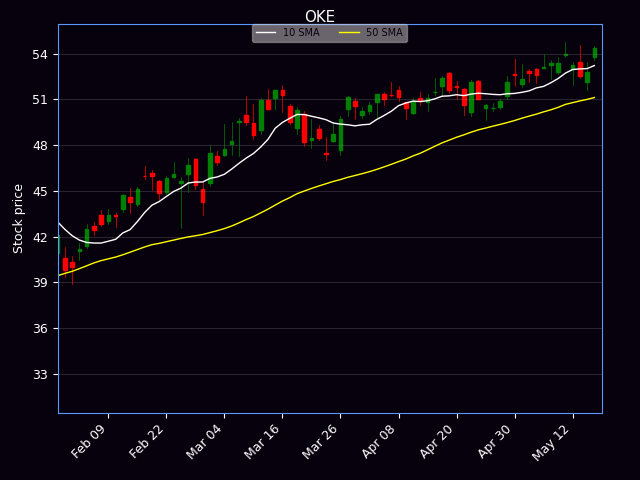 OKE
10 SMA
50 SMA
Stock price
54
51
48
45
42
39
36
33
Feb 09
Feb 22
Mar 04
Mar 16
Mar 26
Apr 08
Apr 20
Apr 30
May 12